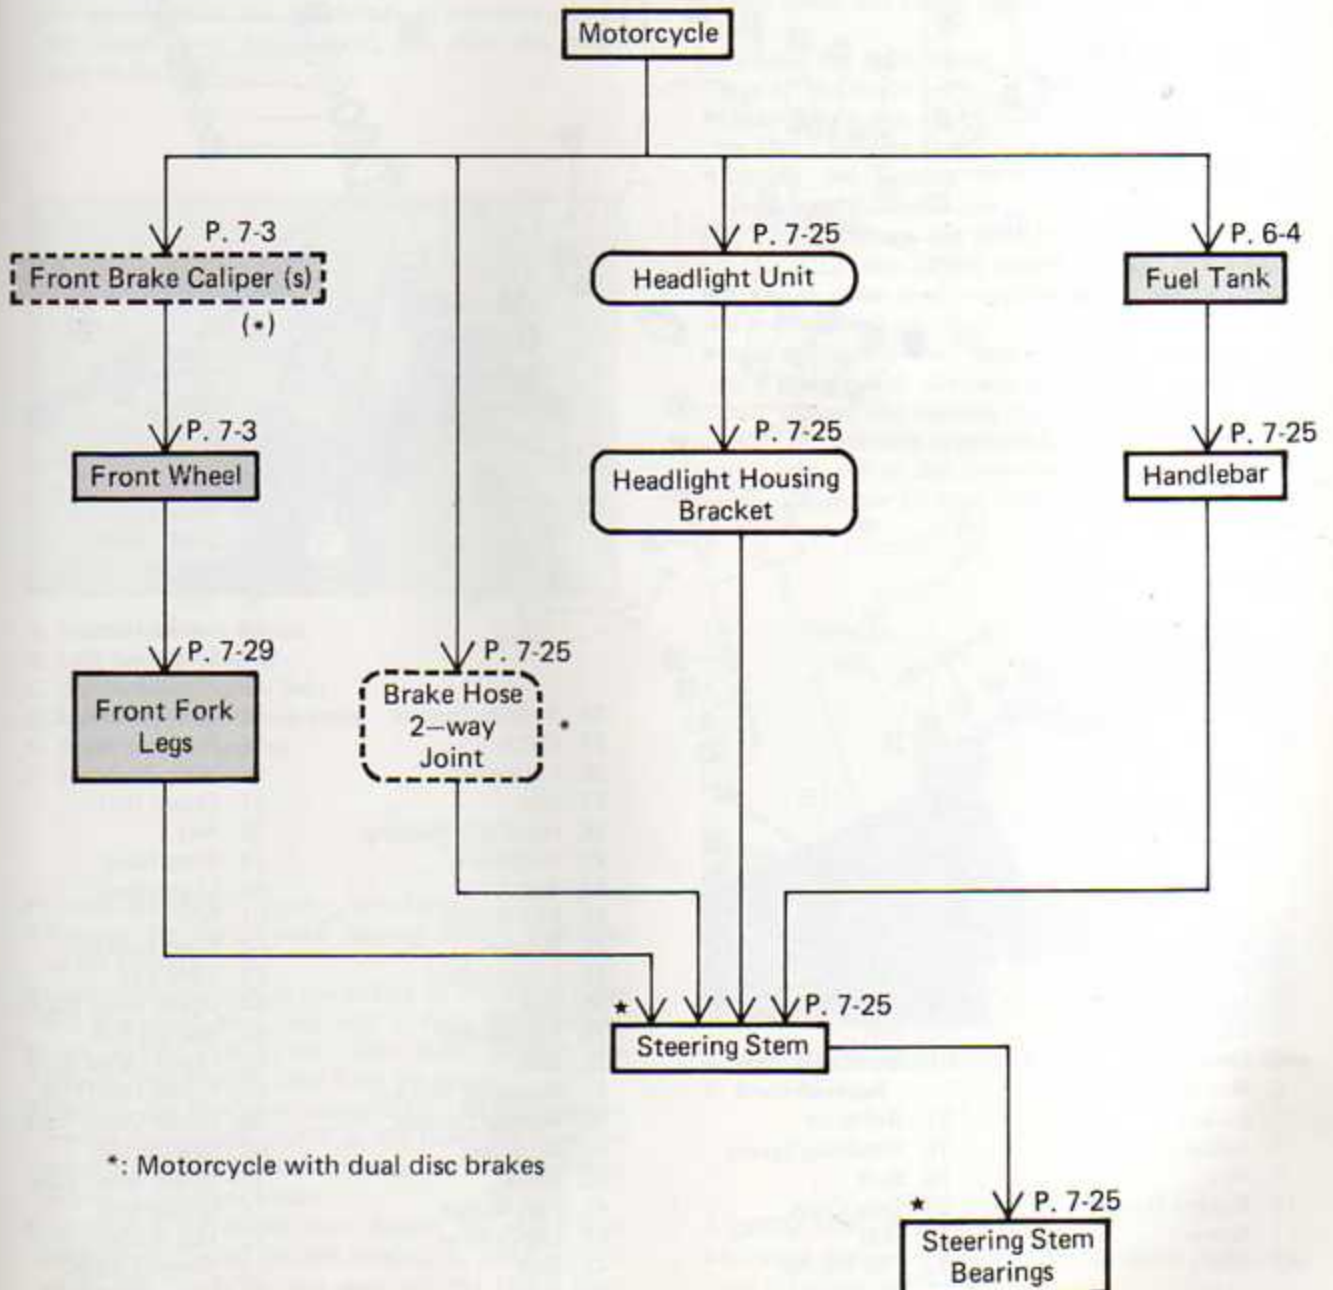 Motorcycle
P. 7-3
Front Brake Caliper (s)
(*)
P. 7-3
Front Wheel
P. 7-29
Front Fork
Legs
P. 7-25
Brake Hose
2–way
Joint
*
P. 7-25
Headlight Unit
P. 7-25
Headlight Housing
Bracket
P. 6-4
Fuel Tank
P. 7-25
Handlebar
★
P. 7-25
Steering Stem
*: Motorcycle with dual disc brakes
★
P. 7-25
Steering Stem
Bearings